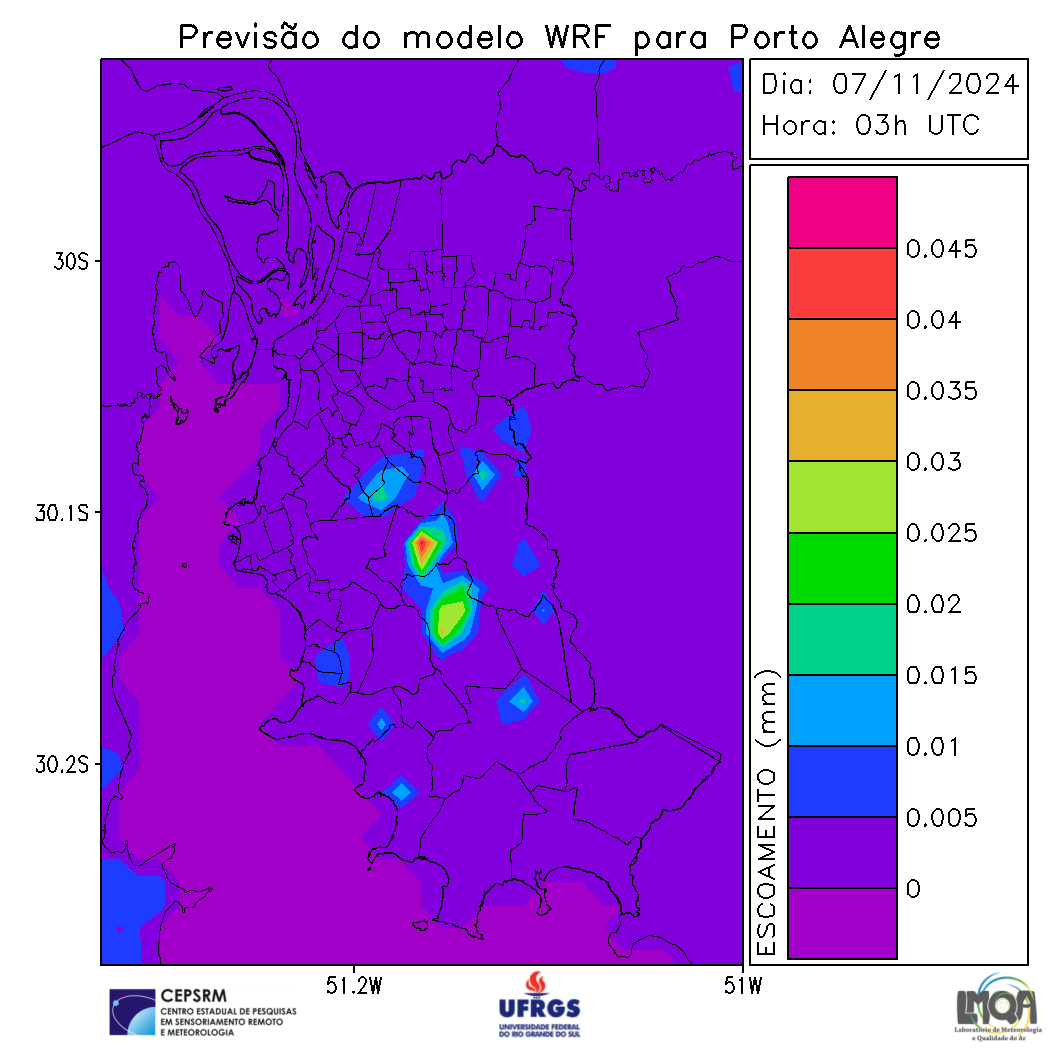 Previsão do modelo WRF para Porto Alegre
Dia: 07/11/2024
Hora: 03h UTC
30S
30.1S
30.2S
51.2W
51W
0.045
0.04
0.035
0.03
0.025
0.02
0.015
0.01
0.005
0
ESCOAMENTO (mm)
CEPSRM
CENTRO ESTADUAL DE PESQUISAS
EM SENSORIAMENTO REMOTO
E METEOROLOGIA
UFRGS
UNIVERSIDADE FEDERAL
DO RIO GRANDE DO SUL
LMQA
Laboratório de Meteorologia
e Qualidade do Ar